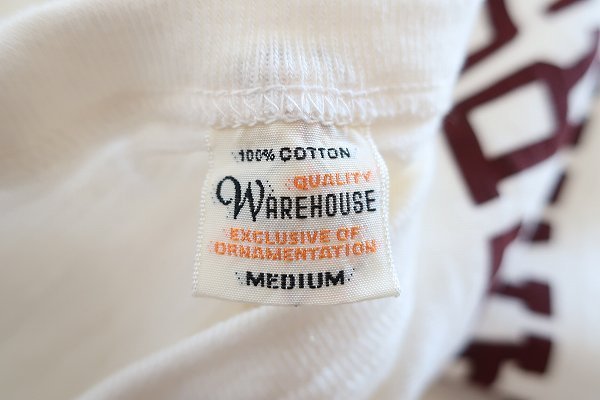 100% COTTON
QUALITY
WAREHOUSE
EXCLUSIVE OF
ORNAMENTATION
MEDIUM